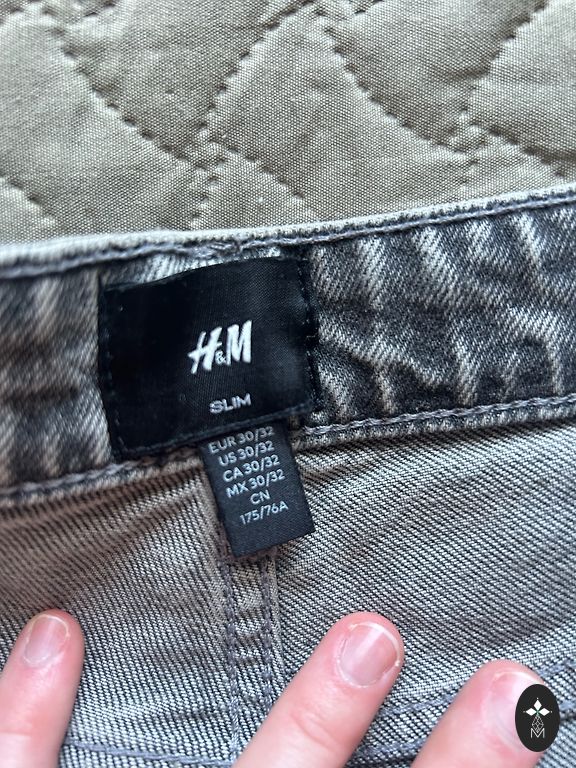 H&M
SLIM
EUR 30/32
US 30/32
CA 30/32
MX 30/32
CN
175/76A
M